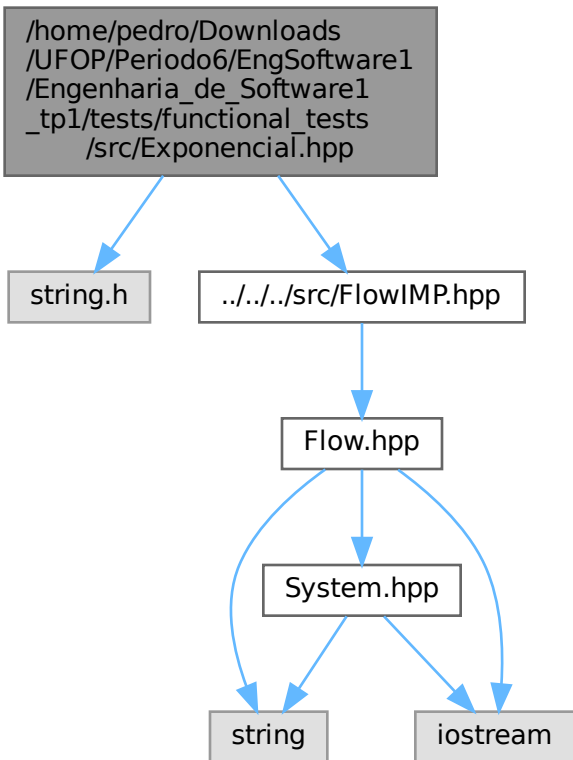 /home/pedro/Downloads
/UFOP/Periodo6/EngSoftware1
/Engenharia_de_Software1
_tp1/tests/functional_tests
/src/Exponencial.hpp
string.h
../../../src/FlowIMP.hpp
Flow.hpp
System.hpp
string
iostream